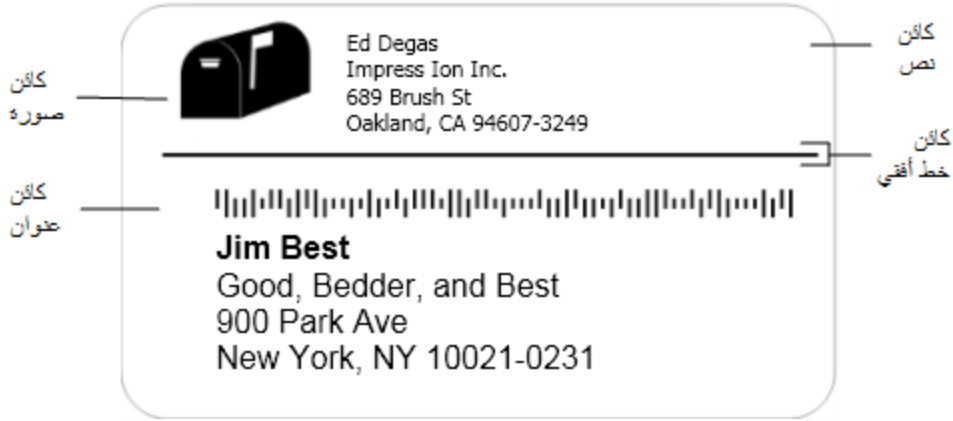 Ed Degas
Impress Ion Inc.
689 Brush St
Oakland, CA 94607-3249
كائن
نص
كائن
صورة
كائن
خط أفقي
كائن
عنوان
Jim Best
Good, Bedder, and Best
900 Park Ave
New York, NY 10021-0231